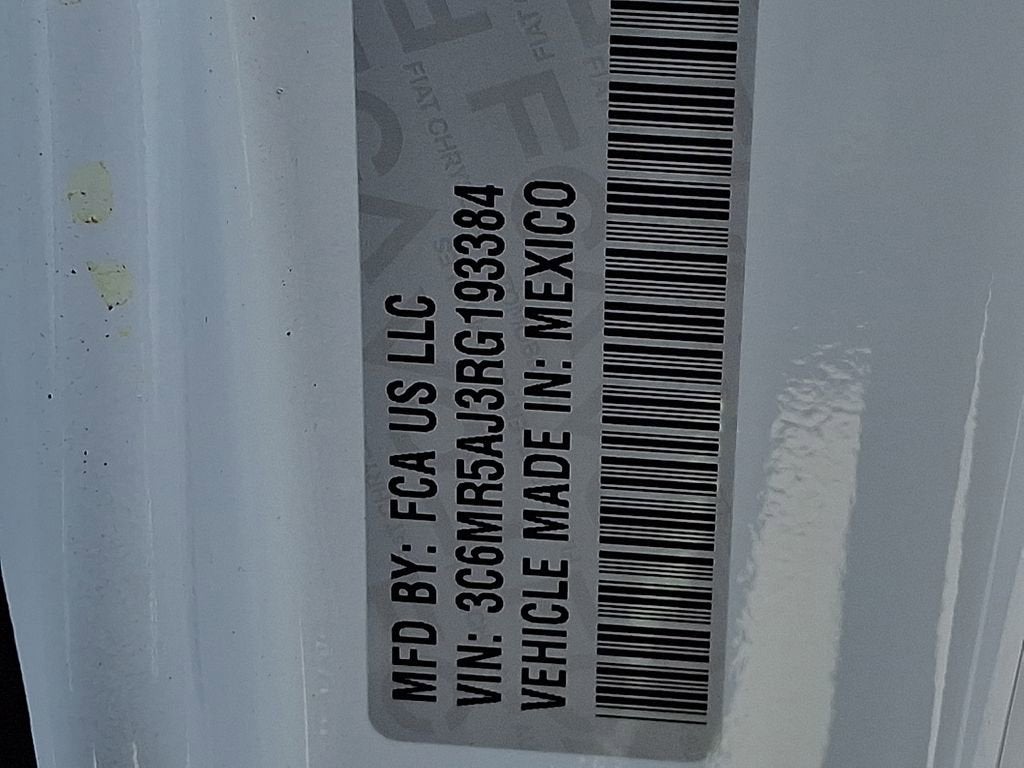 MFD BY: FCA US LLC
VIN: 3C6MR5AJ3RG193384
VEHICLE MADE IN: MEXICO